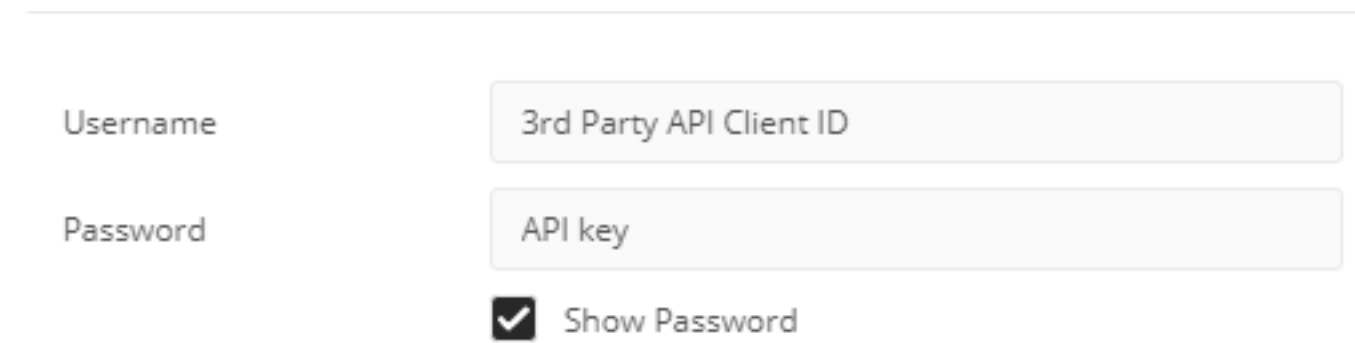 Username
3rd Party API Client ID
Password
API key
Show Password